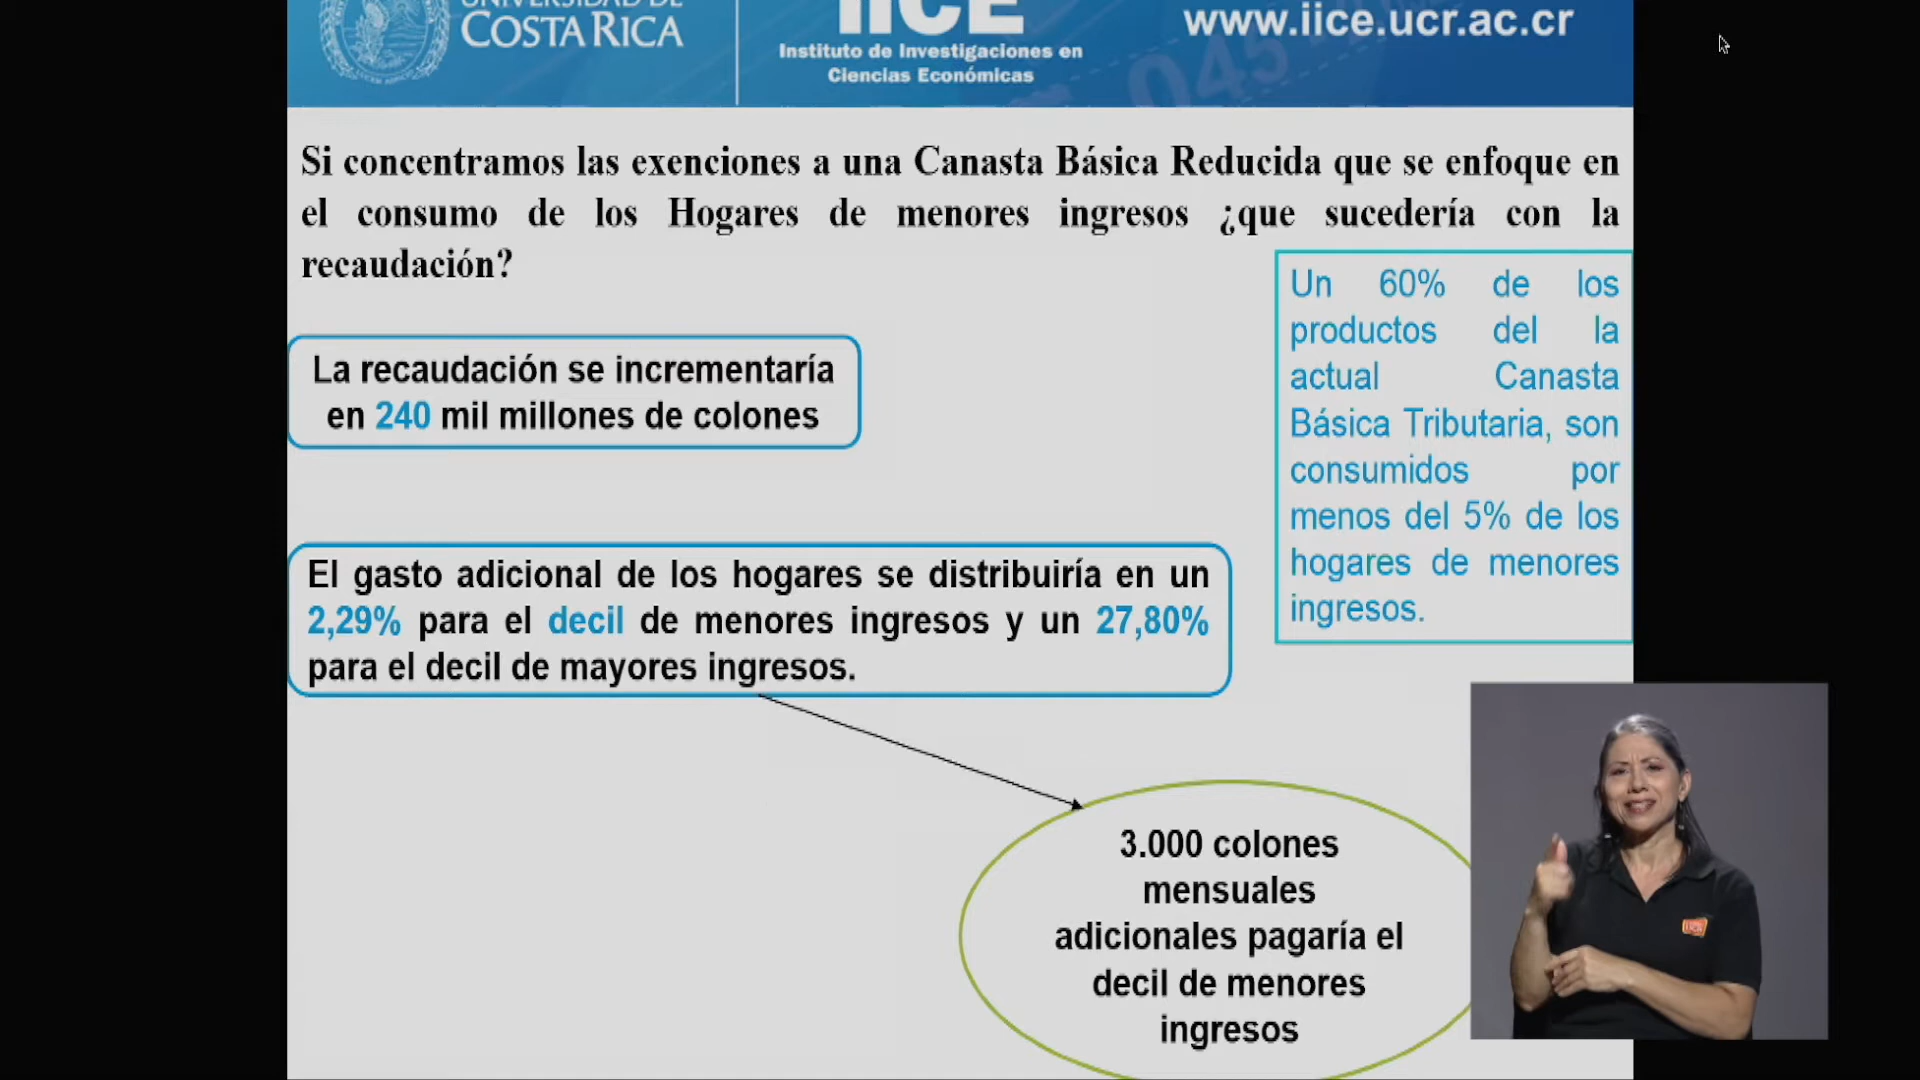 UNIVERSIDAD DE
COSTA RICA
IICE
Instituto de Investigaciones en
Ciencias Económicas
www.iice.ucr.ac.cr
045
Si concentramos las exenciones a una Canasta Básica Reducida que se enfoque en
el consumo de los Hogares de menores ingresos ¿que sucedería con la
recaudación?
La recaudación se incrementaría
en 240 mil millones de colones
Un 60% de los
productos del la
actual Canasta
Básica Tributaria, son
consumidos por
menos del 5% de los
hogares de menores
ingresos.
El gasto adicional de los hogares se distribuiría en un
2,29% para el decil de menores ingresos y un 27,80%
para el decil de mayores ingresos.
3.000 colones
mensuales
adicionales pagaría el
decil de menores
ingresos